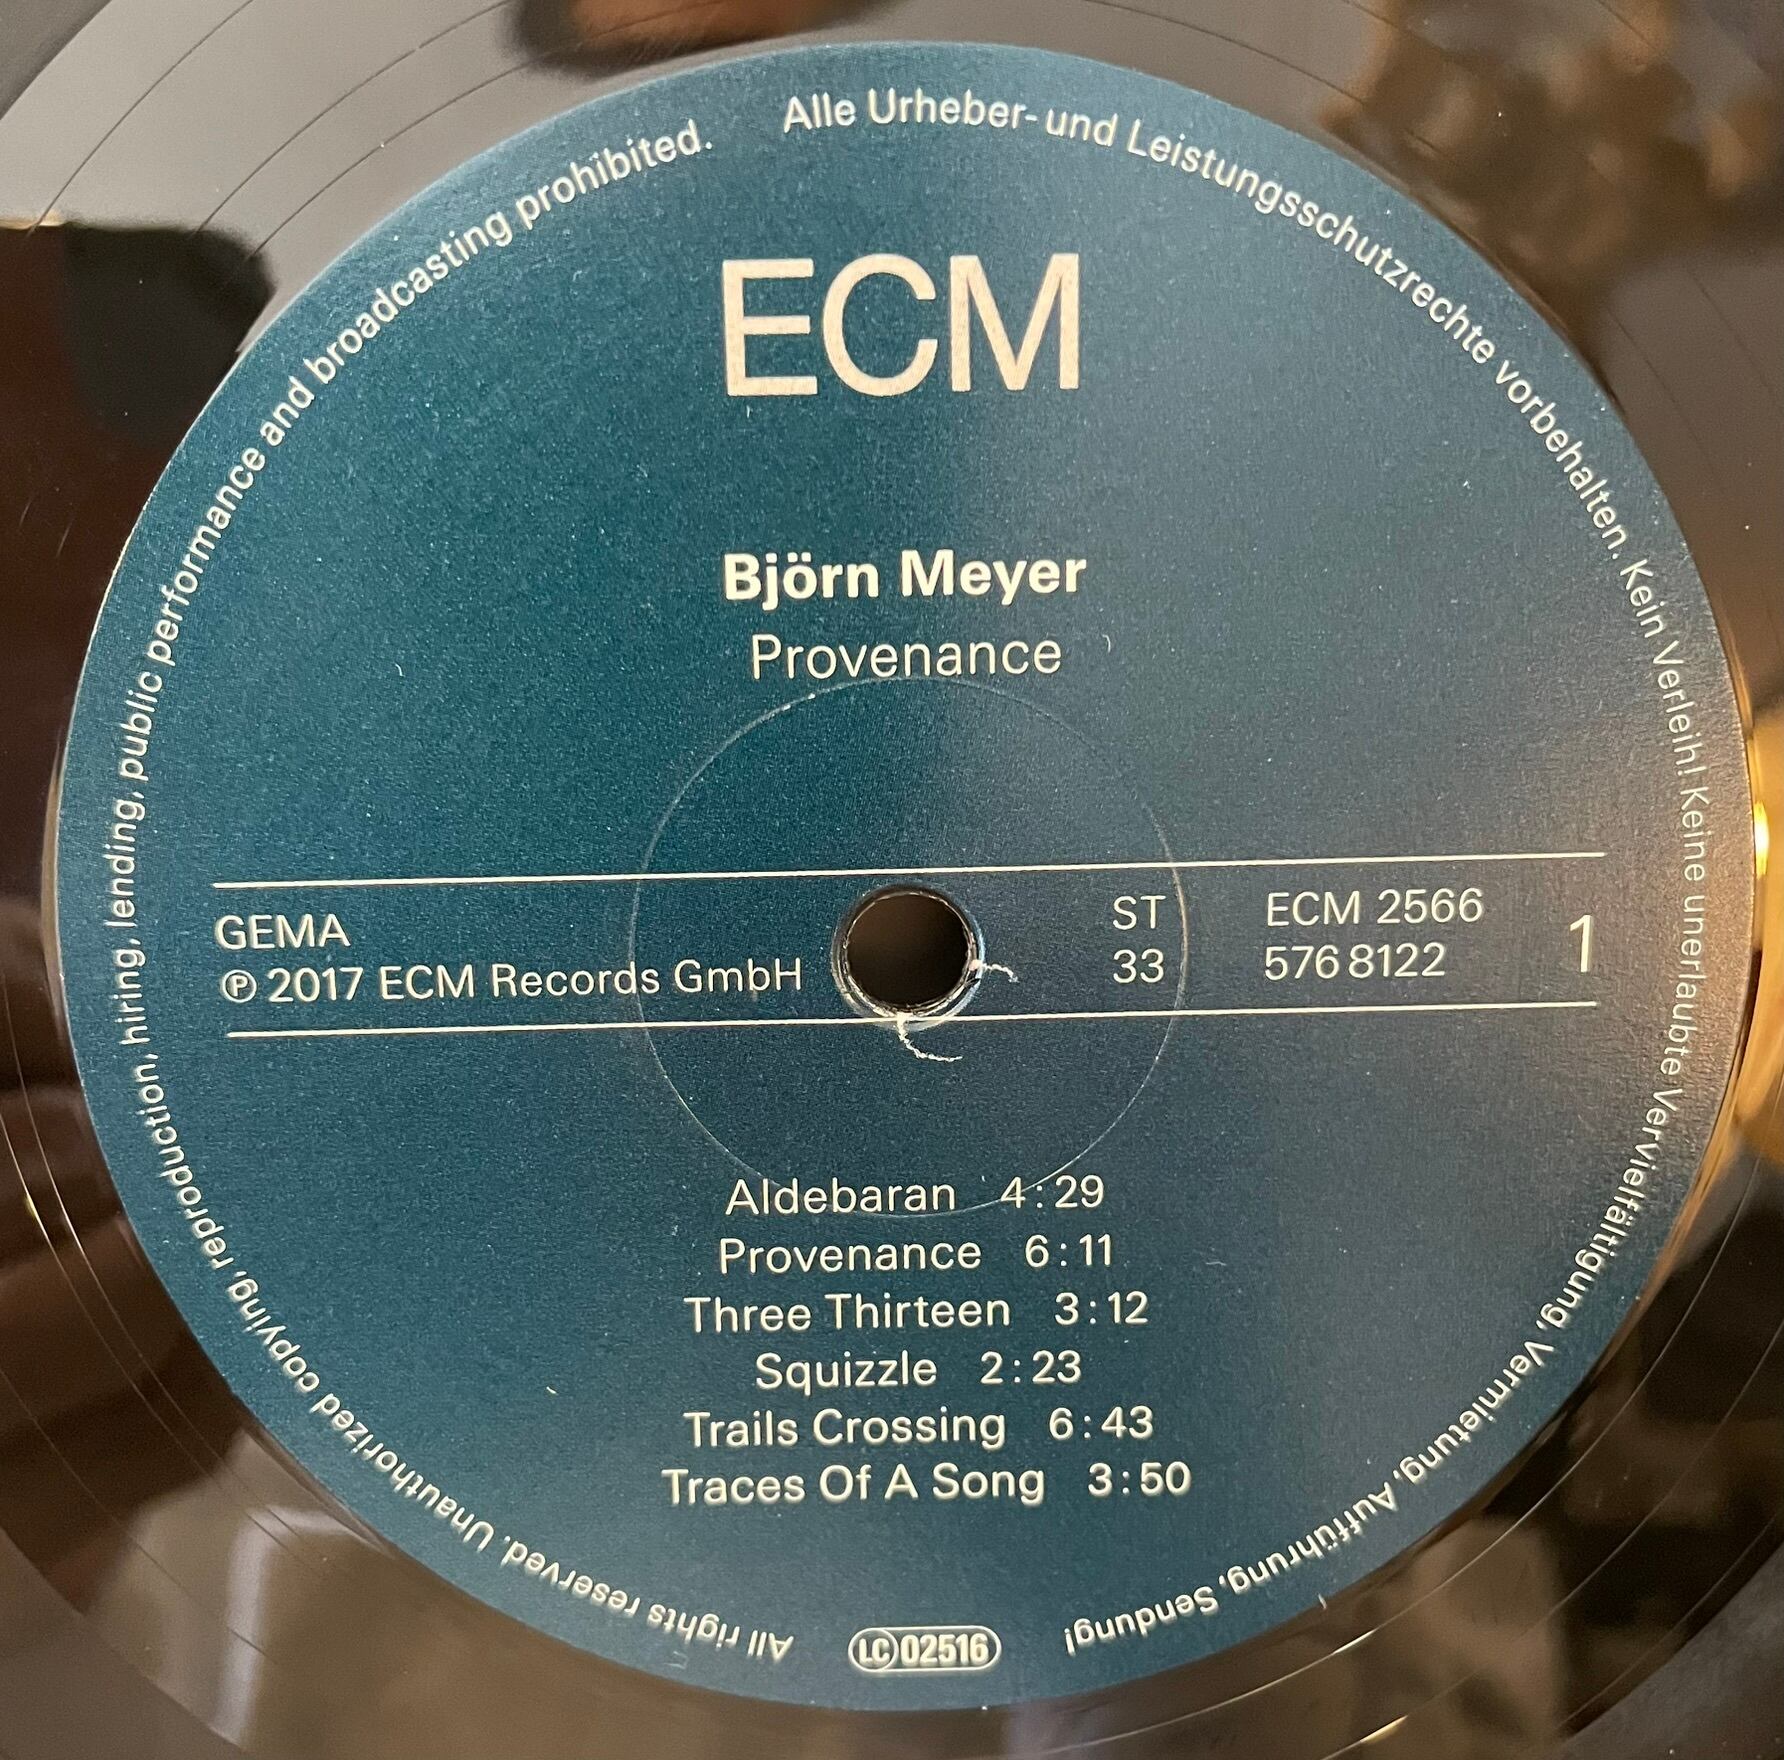 Alle Urheber- und Leistungsschutzrechte vorbehalten. Kein Verleih! Keine unerlaubte Vervielfältigung, Vermietung, Aufführung, Sendung!
ECM
Björn Meyer
Provenance
GEMA
℗ 2017 ECM Records GmbH
ST
33
ECM 2566
576 8122
1
Aldebaran 4:29
Provenance 6:11
Three Thirteen 3:12
Squizzle 2:23
Trails Crossing 6:43
Traces Of A Song 3:50
LC 02516
All rights reserved. Unauthorized copying, reproduction, hiring, lending, public performance and broadcasting prohibited.